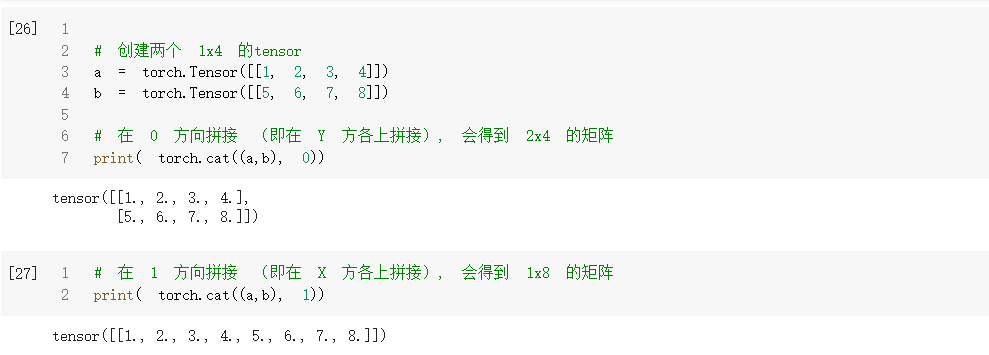 [26] 1
2 # 创建两个 1x4 的tensor
3 a = torch.Tensor([[1, 2, 3, 4]])
4 b = torch.Tensor([[5, 6, 7, 8]])
5
6 # 在 0 方向拼接 （即在 Y 方各上拼接）, 会得到 2x4 的矩阵
7 print( torch.cat((a,b), 0))
tensor([[1., 2., 3., 4.],
[5., 6., 7., 8.]])
[27] 1 # 在 1 方向拼接 （即在 X 方各上拼接）, 会得到 1x8 的矩阵
2 print( torch.cat((a,b), 1))
tensor([[1., 2., 3., 4., 5., 6., 7., 8.]])